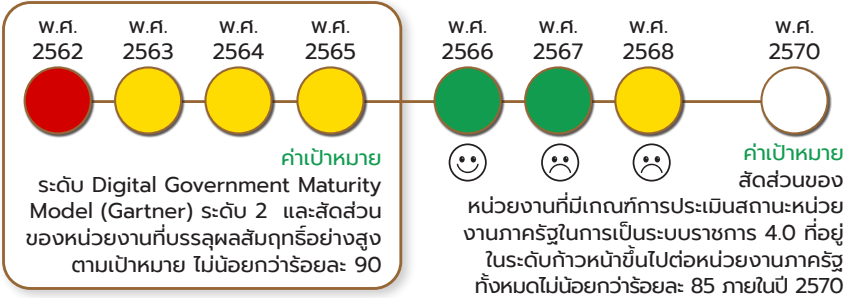 พ.ศ. 2562
พ.ศ. 2563
พ.ศ. 2564
พ.ศ. 2565
พ.ศ. 2566
พ.ศ. 2567
พ.ศ. 2568
พ.ศ. 2570
ค่าเป้าหมาย
ระดับ Digital Government Maturity
Model (Gartner) ระดับ 2 และสัดส่วน
ของหน่วยงานที่บรรลุผลสัมฤทธิ์อย่างสูง
ตามเป้าหมาย ไม่น้อยกว่าร้อยละ 90
ค่าเป้าหมาย
สัดส่วนของ
หน่วยงานที่มีเกณฑ์การประเมินสถานะหน่วย
งานภาครัฐในการเป็นระบบราชการ 4.0 ที่อยู่
ในระดับก้าวหน้าขึ้นไปต่อหน่วยงานภาครัฐ
ทั้งหมดไม่น้อยกว่าร้อยละ 85 ภายในปี 2570